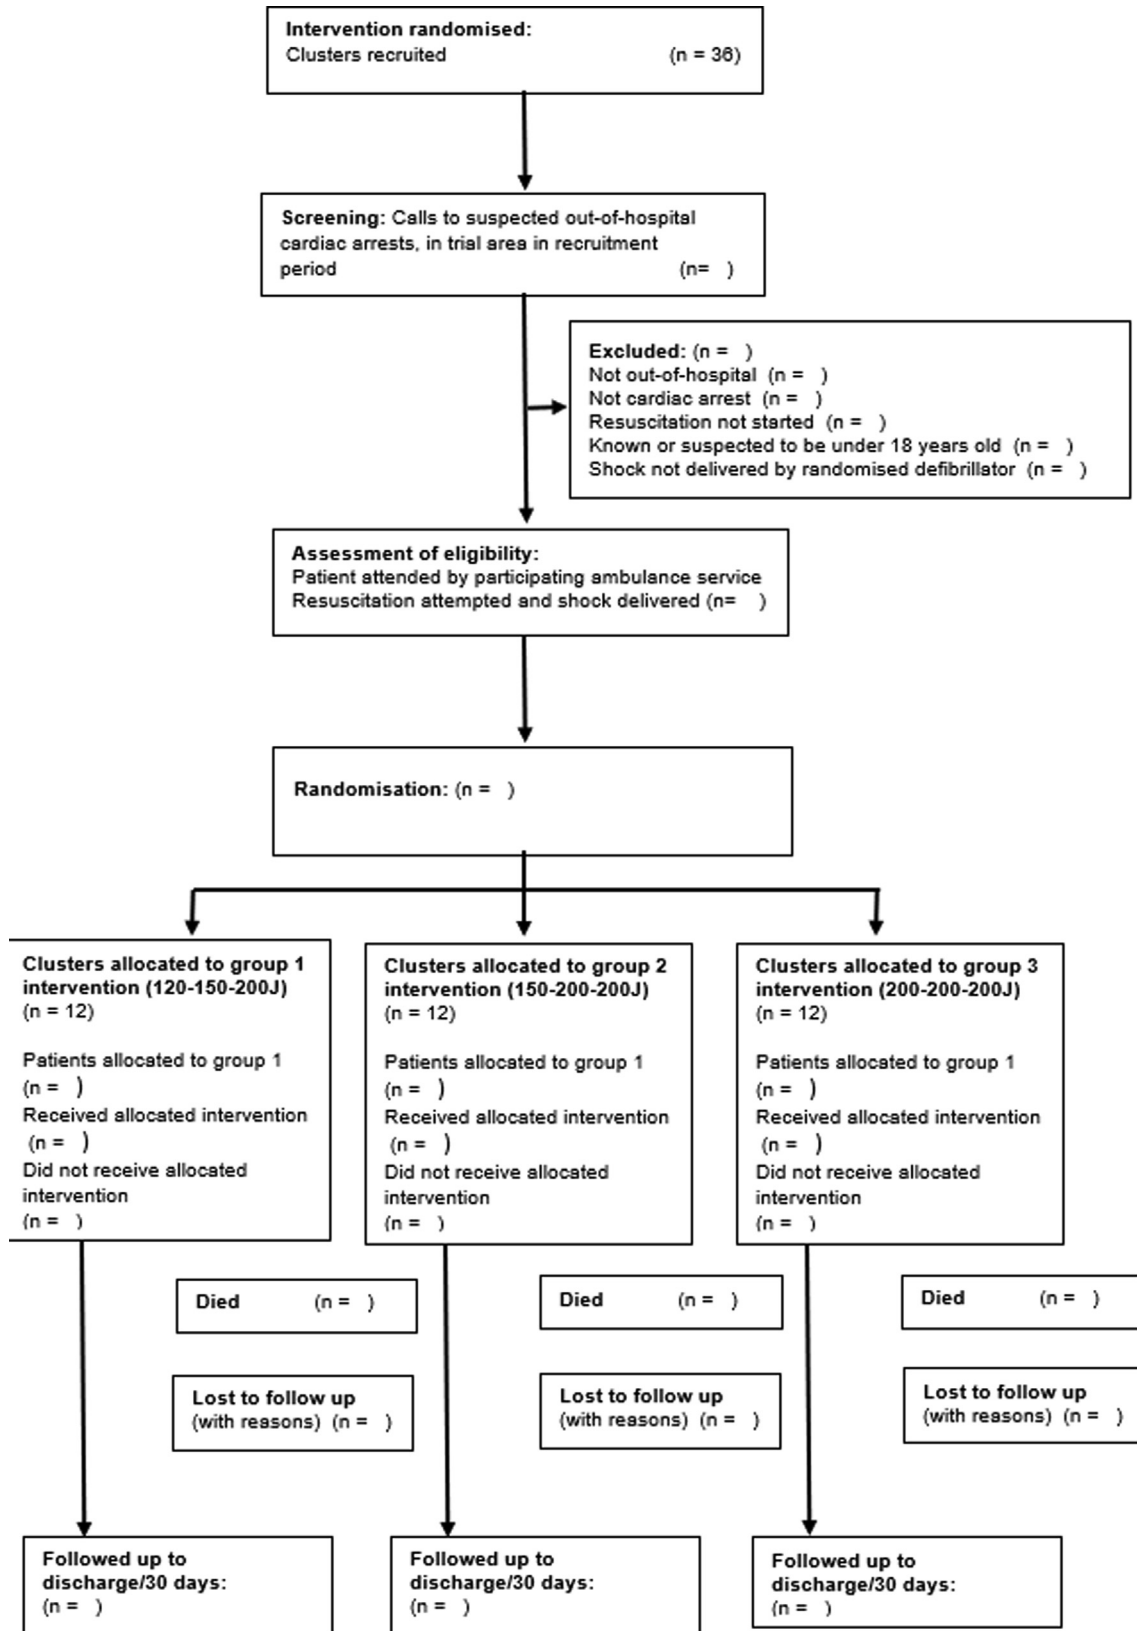 Intervention randomised:
Clusters recruited (n = 36)
Screening: Calls to suspected out-of-hospital
cardiac arrests, in trial area in recruitment
period (n= )
Excluded: (n = )
Not out-of-hospital (n = )
Not cardiac arrest (n = )
Resuscitation not started (n = )
Known or suspected to be under 18 years old (n = )
Shock not delivered by randomised defibrillator (n = )
Assessment of eligibility:
Patient attended by participating ambulance service
Resuscitation attempted and shock delivered (n= )
Randomisation: (n = )
Clusters allocated to group 1
intervention (120-150-200J)
(n = 12)
Patients allocated to group 1
(n = )
Received allocated intervention
(n = )
Did not receive allocated
intervention
(n = )
Clusters allocated to group 2
intervention (150-200-200J)
(n = 12)
Patients allocated to group 1
(n = )
Received allocated intervention
(n = )
Did not receive allocated
intervention
(n = )
Clusters allocated to group 3
intervention (200-200-200J)
(n = 12)
Patients allocated to group 1
(n = )
Received allocated intervention
(n = )
Did not receive allocated
intervention
(n = )
Died (n = )
Died (n = )
Died (n = )
Lost to follow up
(with reasons) (n = )
Lost to follow up
(with reasons) (n = )
Lost to follow up
(with reasons) (n = )
Followed up to
discharge/30 days:
(n = )
Followed up to
discharge/30 days:
(n = )
Followed up to
discharge/30 days:
(n = )